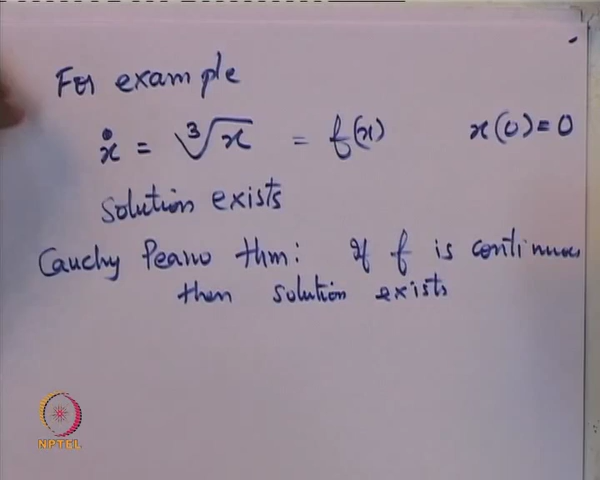 For example
ẋ = ∛x = f(x) x(0)=0
solution exists
Cauchy Peano thm: If f is continuous
then solution exists
NPTEL